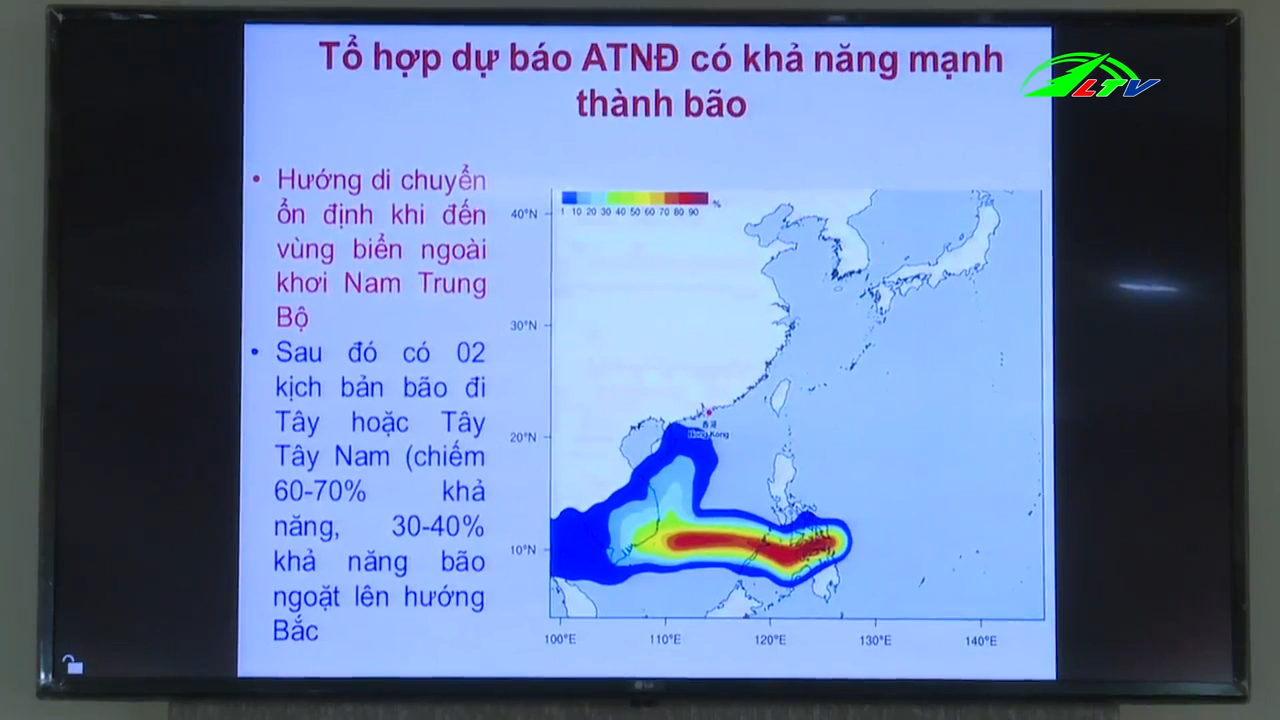 Tổ hợp dự báo ATNĐ có khả năng mạnh
thành bão
LTV
• Hướng di chuyển
ổn định khi đến
vùng biển ngoài
khơi Nam Trung
Bộ
• Sau đó có 02
kịch bản bão đi
Tây hoặc Tây
Tây Nam (chiếm
60-70% khả
năng, 30-40%
khả năng bão
ngoặt lên hướng
Bắc
%
1 10 20 30 40 50 60 70 80 90
40°N
30°N
20°N
10°N
香港
Hong Kong
100°E 110°E 120°E 130°E 140°E
LG